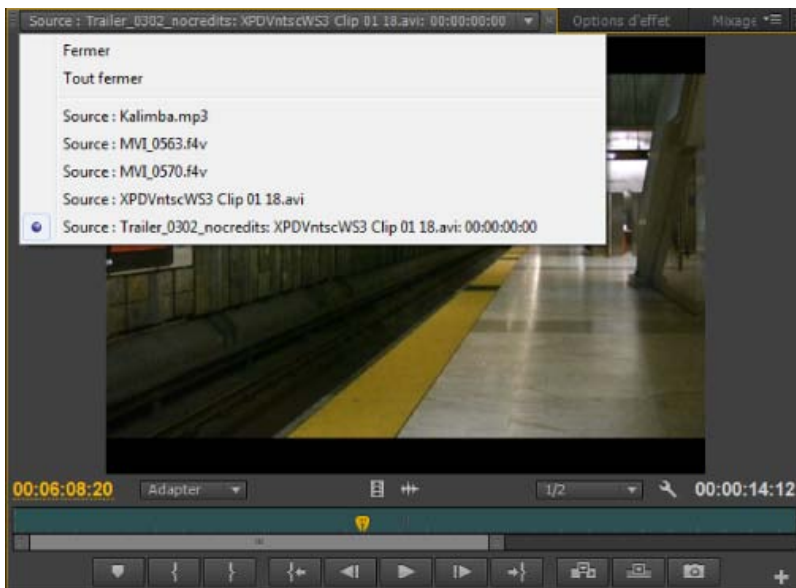 Source : Trailer_0302_nocredits: XPDVntscWS3 Clip 01 18.avi: 00:00:00:00
Options d'effet
Mixage
Fermer
Tout fermer
Source : Kalimba.mp3
Source : MVI_0563.f4v
Source : MVI_0570.f4v
Source : XPDVntscWS3 Clip 01 18.avi
Source : Trailer_0302_nocredits: XPDVntscWS3 Clip 01 18.avi: 00:00:00:00
00:06:08:20
Adapter
1/2
00:00:14:12